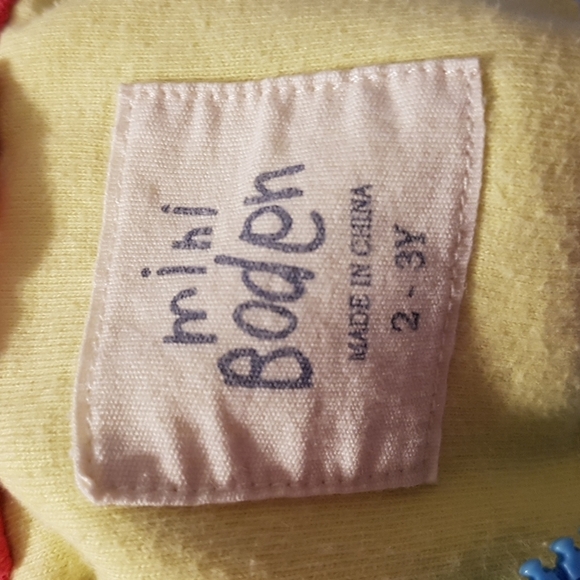 mini
Boden
MADE IN CHINA
2 - 3Y